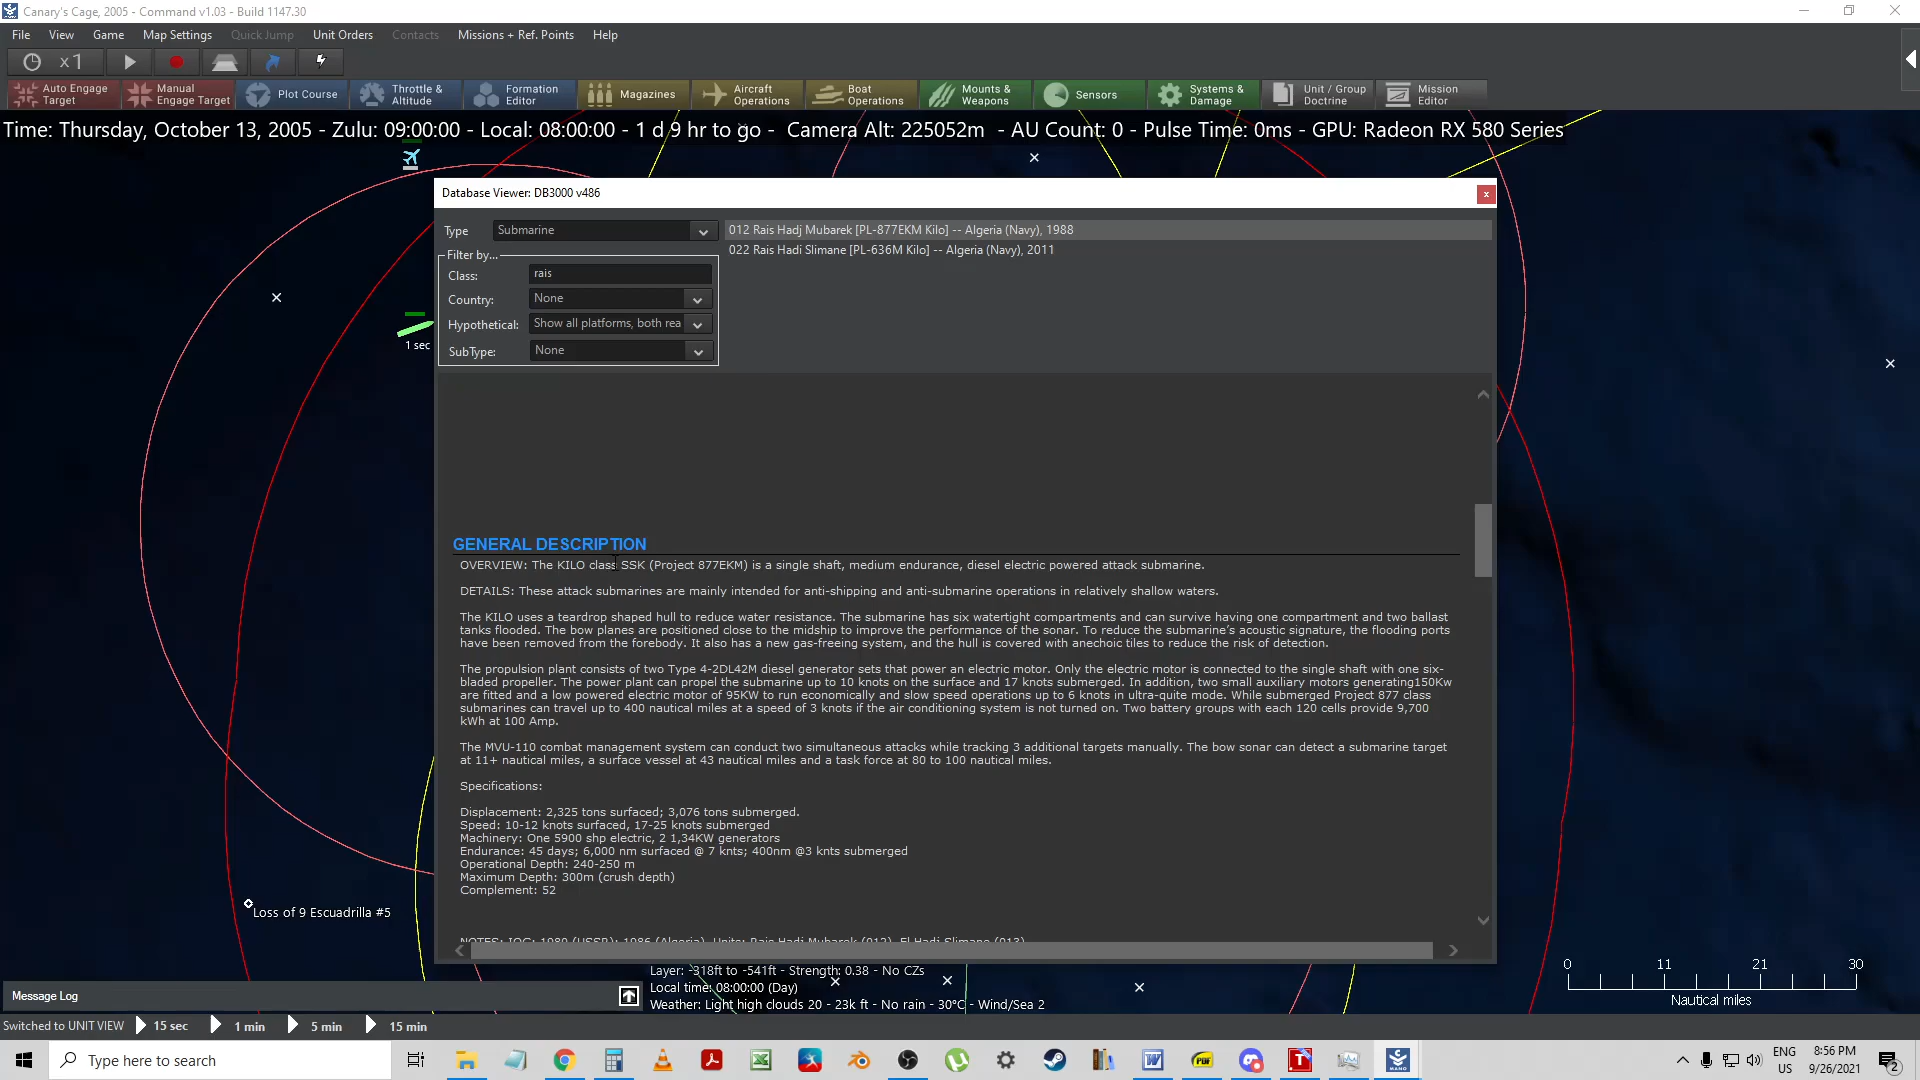 Canary's Cage, 2005 - Command v1.03 - Build 1147.30
File View Game Map Settings Quick Jump Unit Orders Contacts Missions + Ref. Points Help
x1
Auto Engage Target
Manual Engage Target
Plot Course
Throttle & Altitude
Formation Editor
Magazines
Aircraft Operations
Boat Operations
Mounts & Weapons
Sensors
Systems & Damage
Unit / Group Doctrine
Mission Editor
Time: Thursday, October 13, 2005 - Zulu: 09:00:00 - Local: 08:00:00 - 1 d 9 hr to go - Camera Alt: 225052m - AU Count: 0 - Pulse Time: 0ms - GPU: Radeon RX 580 Series
Database Viewer: DB3000 v486
x
Type Submarine
012 Rais Hadj Mubarek [PL-877EKM Kilo] -- Algeria (Navy), 1988
022 Rais Hadi Slimane [PL-636M Kilo] -- Algeria (Navy), 2011
Filter by...
Class: rais
Country: None
Hypothetical: Show all platforms, both rea
SubType: None
1 sec
GENERAL DESCRIPTION
OVERVIEW: The KILO class SSK (Project 877EKM) is a single shaft, medium endurance, diesel electric powered attack submarine.
DETAILS: These attack submarines are mainly intended for anti-shipping and anti-submarine operations in relatively shallow waters.
The KILO uses a teardrop shaped hull to reduce water resistance. The submarine has six watertight compartments and can survive having one compartment and two ballast
tanks flooded. The bow planes are positioned close to the midship to improve the performance of the sonar. To reduce the submarine's acoustic signature, the flooding ports
have been removed from the forebody. It also has a new gas-freeing system, and the hull is covered with anechoic tiles to reduce the risk of detection.
The propulsion plant consists of two Type 4-2DL42M diesel generator sets that power an electric motor. Only the electric motor is connected to the single shaft with one six-
bladed propeller. The power plant can propel the submarine up to 10 knots on the surface and 17 knots submerged. In addition, two small auxiliary motors generating150Kw
are fitted and a low powered electric motor of 95KW to run economically and slow speed operations up to 6 knots in ultra-quite mode. While submerged Project 877 class
submarines can travel up to 400 nautical miles at a speed of 3 knots if the air conditioning system is not turned on. Two battery groups with each 120 cells provide 9,700
kWh at 100 Amp.
The MVU-110 combat management system can conduct two simultaneous attacks while tracking 3 additional targets manually. The bow sonar can detect a submarine target
at 11+ nautical miles, a surface vessel at 43 nautical miles and a task force at 80 to 100 nautical miles.
Specifications:
Displacement: 2,325 tons surfaced; 3,076 tons submerged.
Speed: 10-12 knots surfaced, 17-25 knots submerged
Machinery: One 5900 shp electric, 2 1,34KW generators
Endurance: 45 days; 6,000 nm surfaced @ 7 knts; 400nm @3 knts submerged
Operational Depth: 240-250 m
Maximum Depth: 300m (crush depth)
Complement: 52
NOTES: IOC: 1980 (USSR); 1986 (Algeria). Units: Rais Hadj Mubarek (012), El Hadj Slimane (013)
Loss of 9 Escuadrilla #5
Layer: -318ft to -541ft - Strength: 0.38 - No CZs
Local time: 08:00:00 (Day)
Weather: Light high clouds 20 - 23k ft - No rain - 30°C - Wind/Sea 2
0 11 21 30
Nautical miles
Message Log
Switched to UNIT VIEW 15 sec 1 min 5 min 15 min
Type here to search
ENG
US
8:56 PM
9/26/2021
2